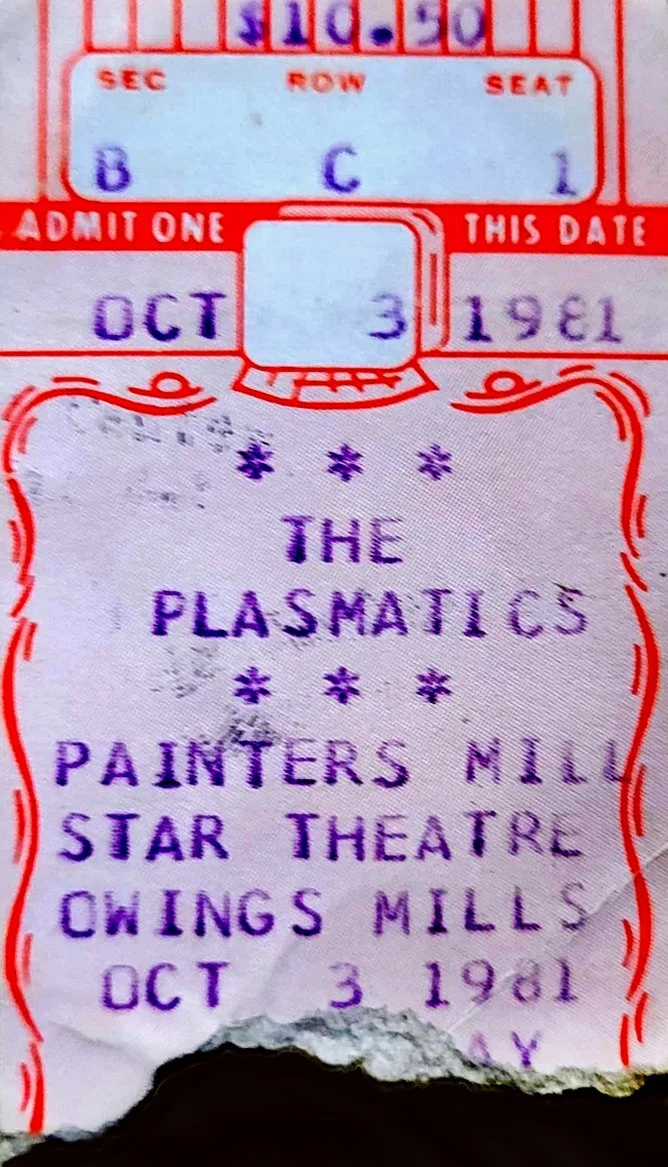 $10.50
SEC ROW SEAT
B C 1
ADMIT ONE THIS DATE
OCT 3 1981
* * *
THE
PLASMATICS
* * *
PAINTERS MILL
STAR THEATRE
OWINGS MILLS
OCT 3 1981
AY